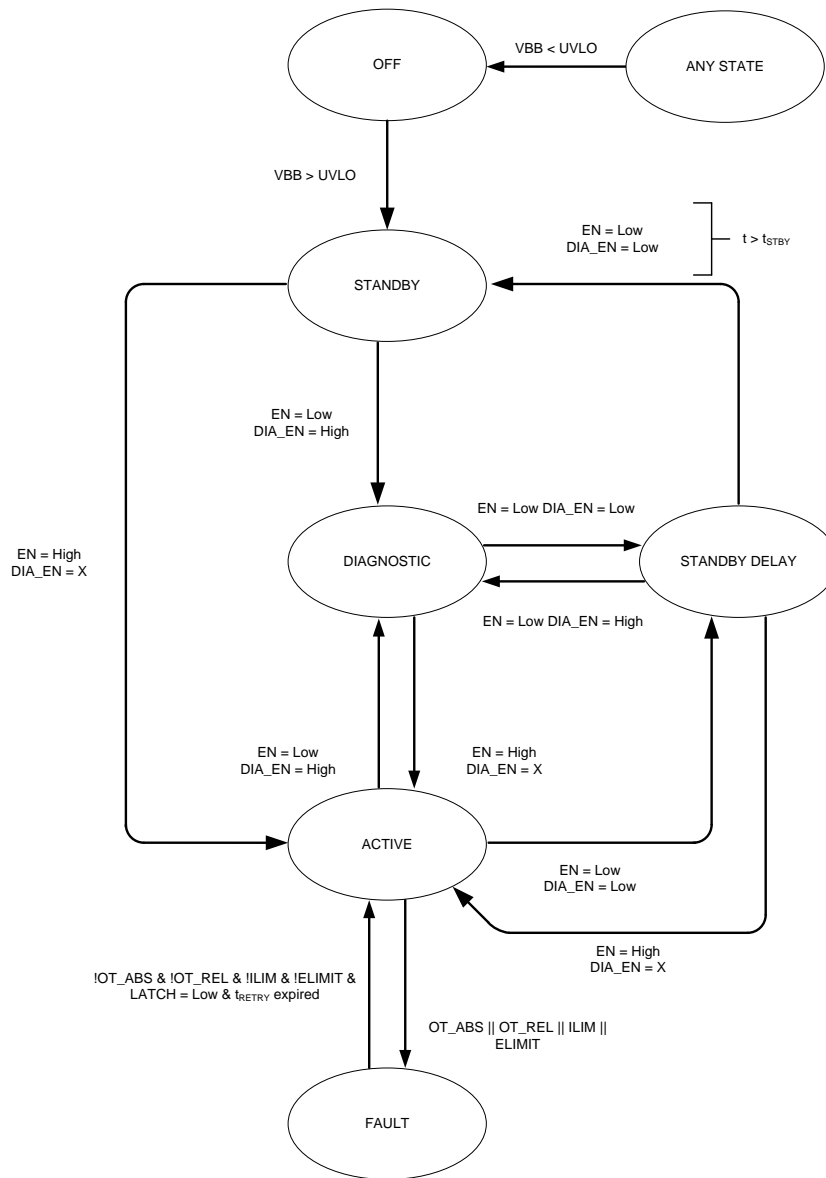 VBB < UVLO
OFF
ANY STATE
VBB > UVLO
EN = Low
DIA_EN = Low
t > tSTBY
STANDBY
EN = Low
DIA_EN = High
EN = Low DIA_EN = Low
EN = High
DIA_EN = X
DIAGNOSTIC
STANDBY DELAY
EN = Low DIA_EN = High
EN = Low
DIA_EN = High
EN = High
DIA_EN = X
ACTIVE
EN = Low
DIA_EN = Low
EN = High
DIA_EN = X
!OT_ABS & !OT_REL & !ILIM & !ELIMIT &
LATCH = Low & tRETRY expired
OT_ABS || OT_REL || ILIM ||
ELIMIT
FAULT